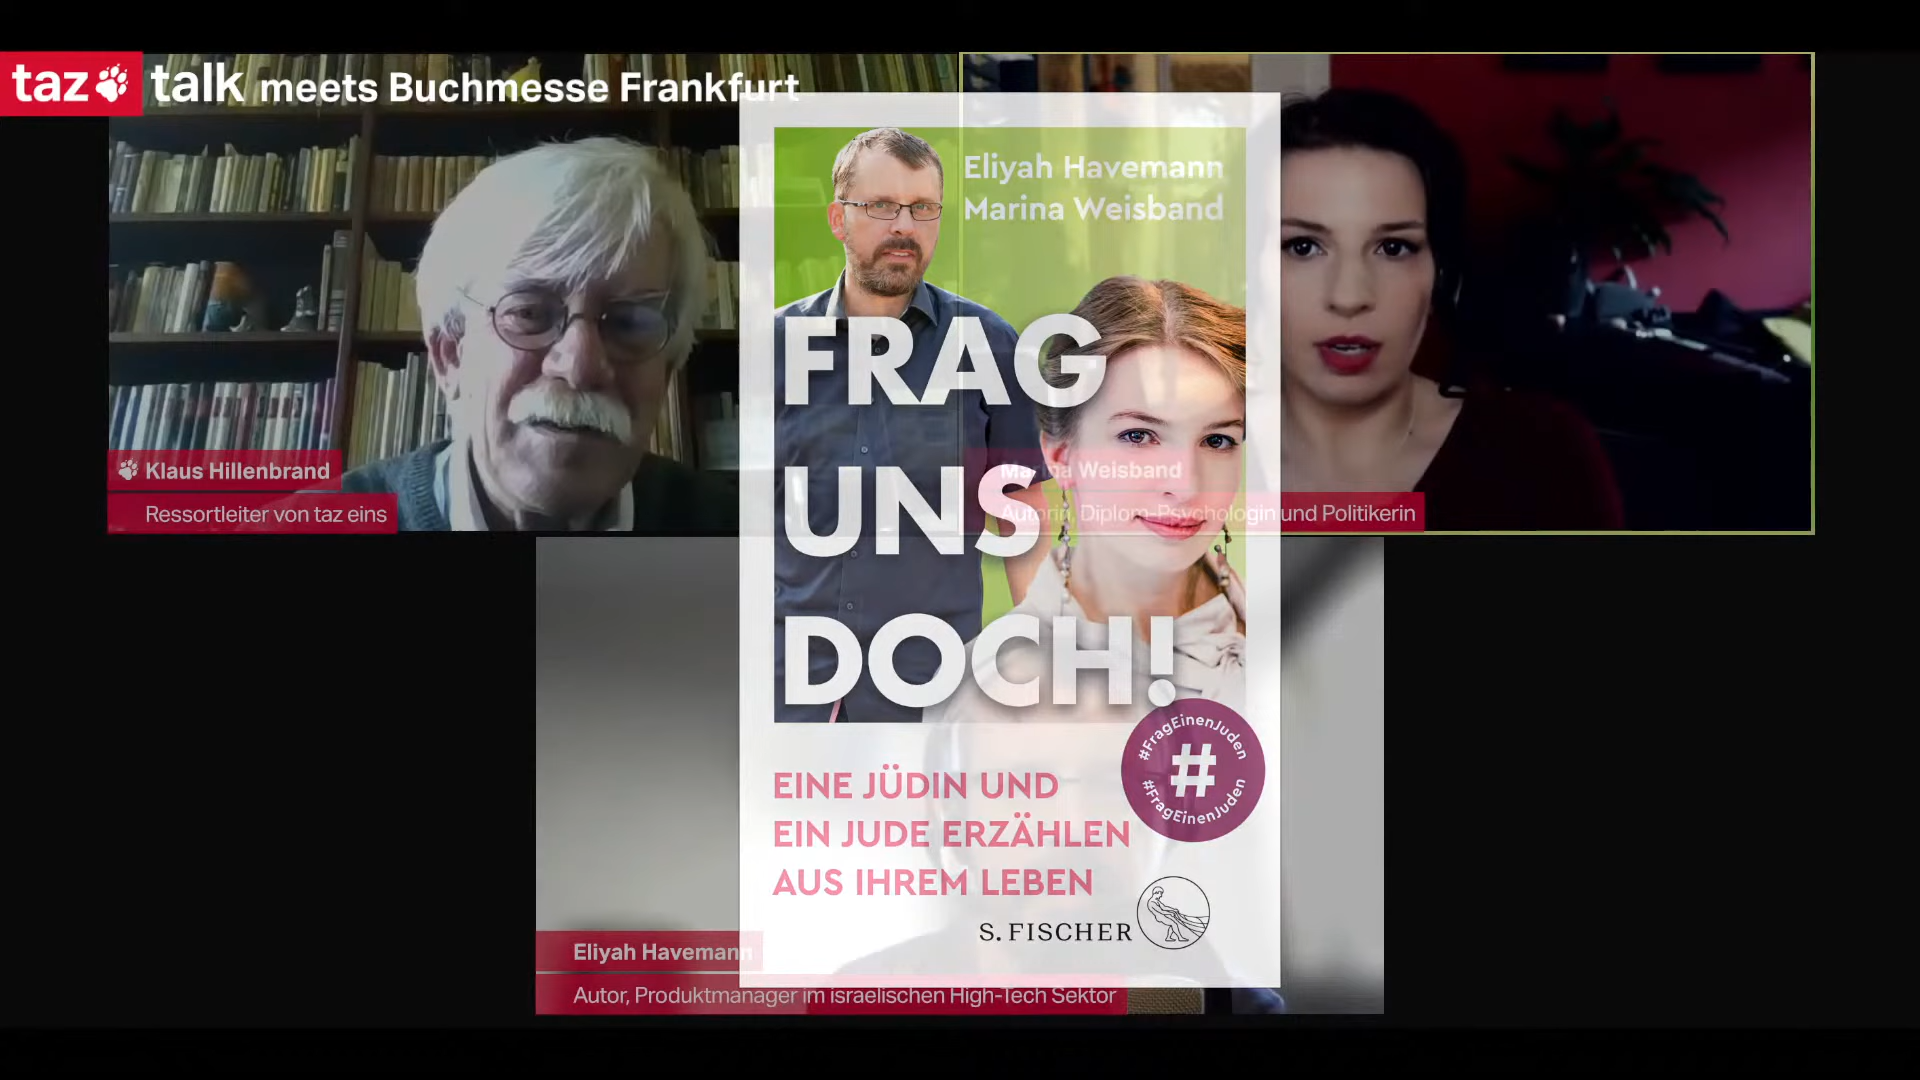 taz talk meets Buchmesse Frankfurt
Klaus Hillenbrand
Ressortleiter von taz eins
Marina Weisband
Autorin, Diplom-Psychologin und Politikerin
Eliyah Havemann
Marina Weisband
FRAG
UNS
DOCH!
#FragEinenJuden
#
#FragEinenJuden
EINE JÜDIN UND
EIN JUDE ERZÄHLEN
AUS IHREM LEBEN
S. FISCHER
Eliyah Havemann
Autor, Produktmanager im israelischen High-Tech Sektor